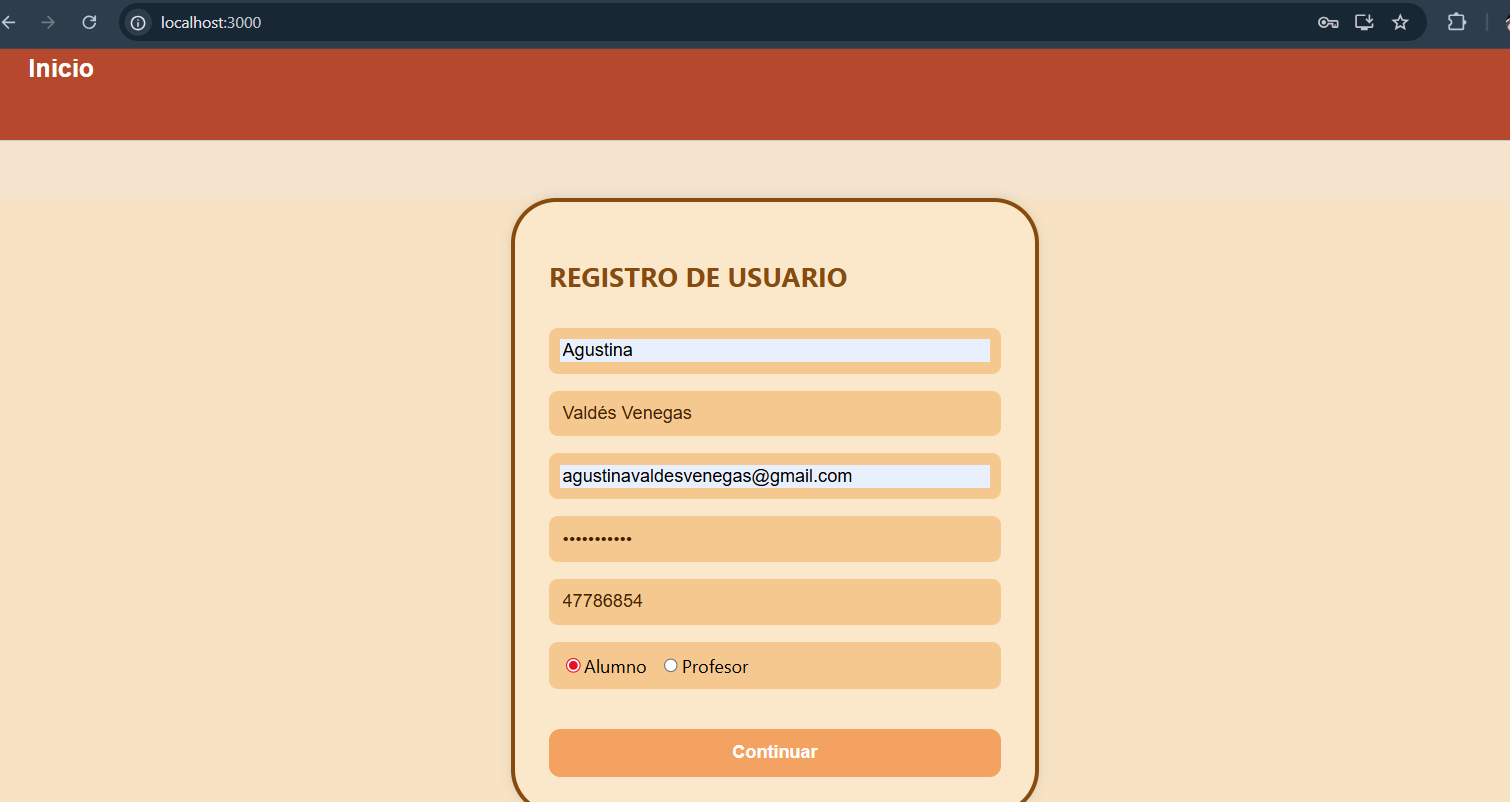 localhost:3000
Inicio
REGISTRO DE USUARIO
Agustina
Valdés Venegas
agustinavaldesvenegas@gmail.com
•••••••••••
47786854
Alumno Profesor
Continuar